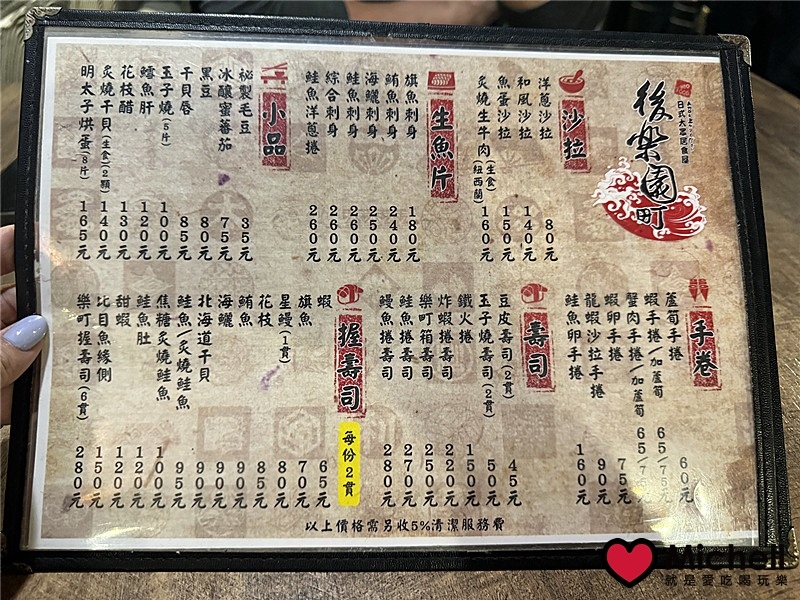 後樂園町
日式大眾居食屋
沙拉
洋蔥沙拉 80元
和風沙拉 140元
魚蛋沙拉 150元
炙燒生牛肉(生食)(紐西蘭) 160元
生魚片
旗魚刺身 180元
鮪魚刺身 240元
海鱺刺身 250元
鮭魚刺身 260元
綜合刺身 260元
鮭魚洋蔥捲 260元
小品
祕製毛豆 35元
冰釀蜜蕃茄 75元
黑豆 80元
干貝唇 85元
玉子燒(5片) 100元
鱈魚肝 120元
花枝醋 130元
炙燒干貝(生食)(2顆) 140元
明太子烘蛋(8片) 165元
手卷
蘆筍手捲 60元
蝦手捲/加蘆筍 65/75元
蟹肉手捲/加蘆筍 65/75元
蝦卵手捲 75元
龍蝦沙拉手捲 90元
鮭魚卵手捲 160元
壽司
豆皮壽司(2貫) 45元
玉子燒壽司(2貫) 50元
鐵火捲 150元
炸蝦捲壽司 220元
樂町箱壽司 250元
鮭魚捲壽司 270元
鰻魚捲壽司 280元
握壽司
每份2貫
蝦 65元
旗魚 70元
星鰻(1貫) 80元
花枝 85元
鮪魚 90元
海鱺 90元
北海道干貝 90元
鮭魚/炙燒鮭魚 95元
焦糖炙燒鮭魚 100元
鮭魚肚 120元
甜蝦 120元
比目魚緣側 150元
樂町握壽司(6貫) 280元
以上價格需另收5%清潔服務費
Michell
就是愛吃喝玩樂